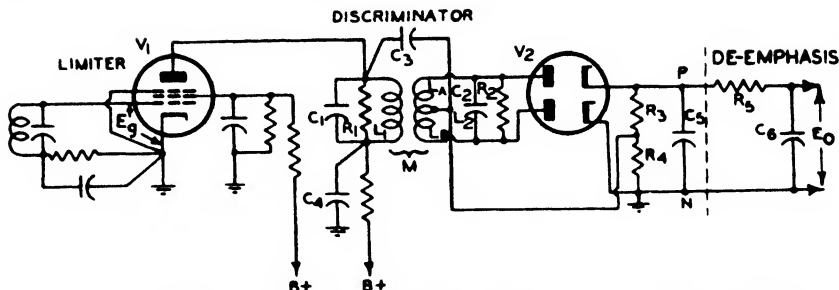 DISCRIMINATOR
V1
C3
V2
DE-EMPHASIS
LIMITER
P
A
C2
R2
C1
R1
L1
L2
R3
C5
R5
C6
E0
Eg
R4
M
C4
N
B+
B+